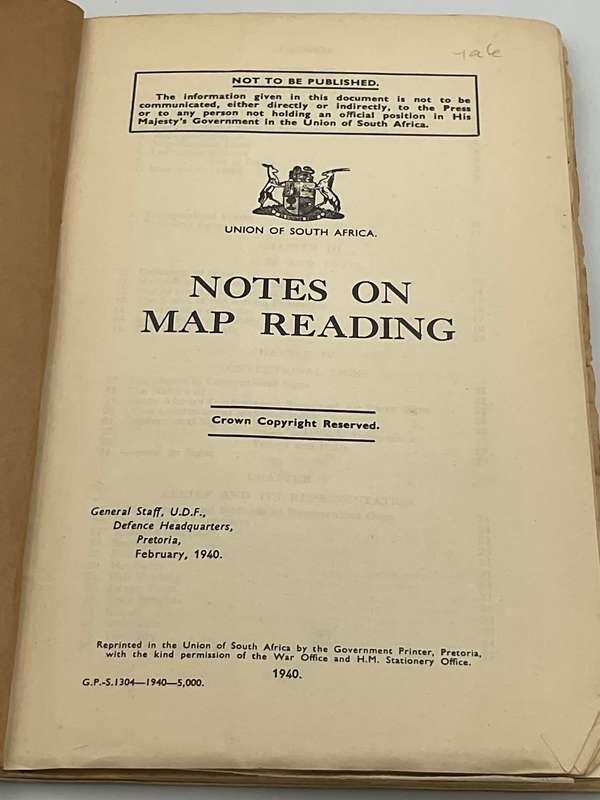 NOT TO BE PUBLISHED.
The information given in this document is not to be
communicated, either directly or indirectly, to the Press
or to any person not holding an official position in His
Majesty's Government in the Union of South Africa.
UNION OF SOUTH AFRICA.
NOTES ON
MAP READING
Crown Copyright Reserved.
General Staff, U.D.F.,
Defence Headquarters,
Pretoria,
February, 1940.
Reprinted in the Union of South Africa by the Government Printer, Pretoria,
with the kind permission of the War Office and H.M. Stationery Office.
1940.
G.P.-S.1304—1940—5,000.